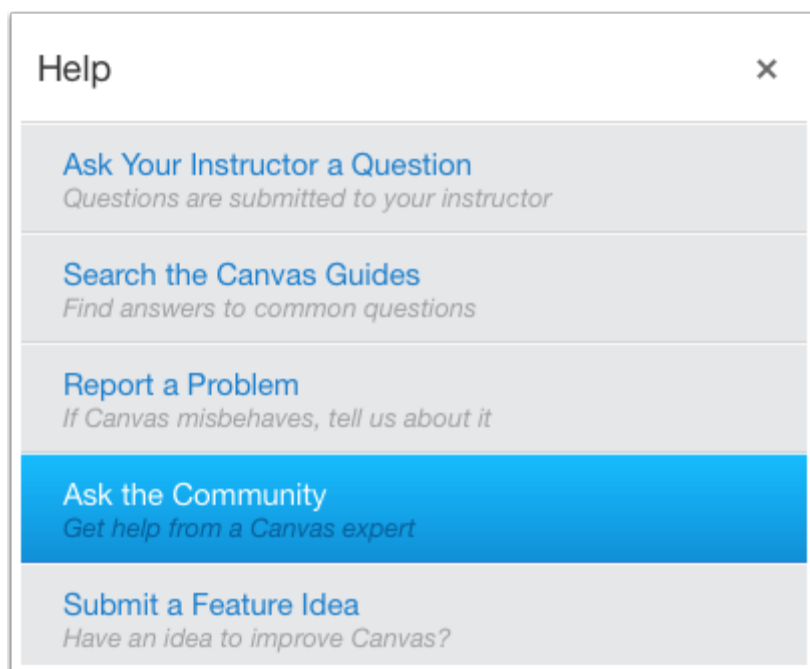 Help
Ask Your Instructor a Question
Questions are submitted to your instructor
Search the Canvas Guides
Find answers to common questions
Report a Problem
If Canvas misbehaves, tell us about it
Ask the Community
Get help from a Canvas expert
Submit a Feature Idea
Have an idea to improve Canvas?